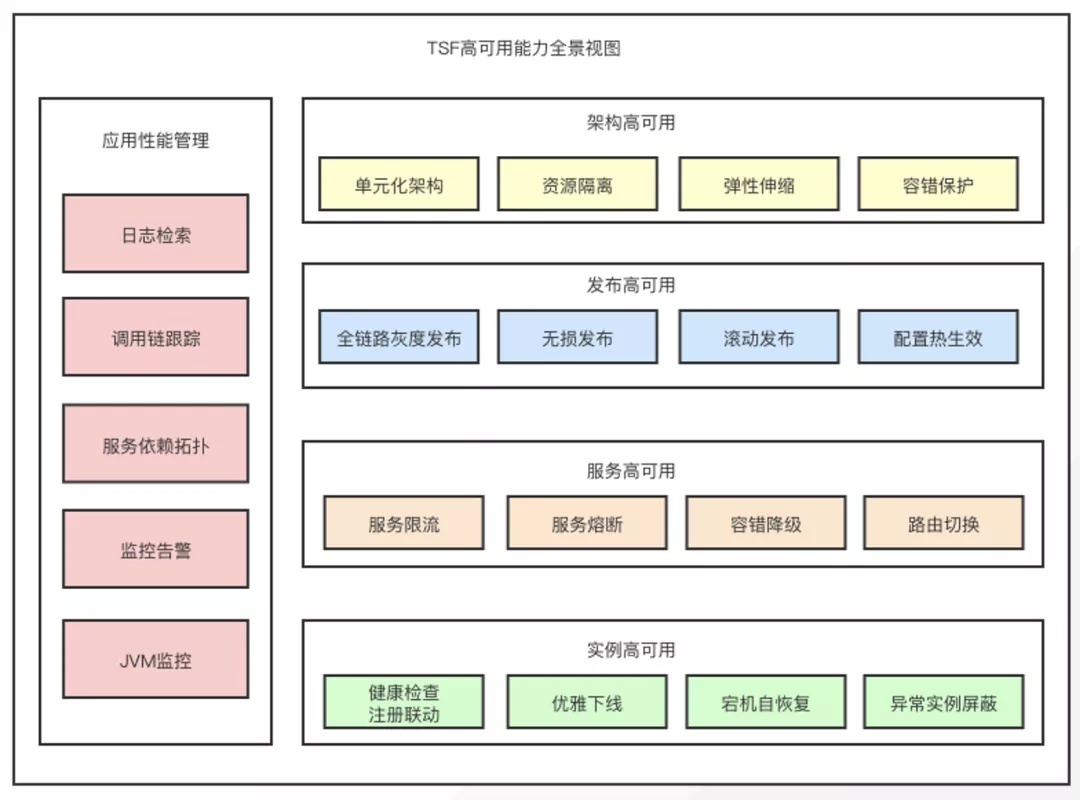 TSF高可用能力全景视图
应用性能管理
日志检索
调用链跟踪
服务依赖拓扑
监控告警
JVM监控
架构高可用
单元化架构
资源隔离
弹性伸缩
容错保护
发布高可用
全链路灰度发布
无损发布
滚动发布
配置热生效
服务高可用
服务限流
服务熔断
容错降级
路由切换
实例高可用
健康检查
注册联动
优雅下线
宕机自恢复
异常实例屏蔽